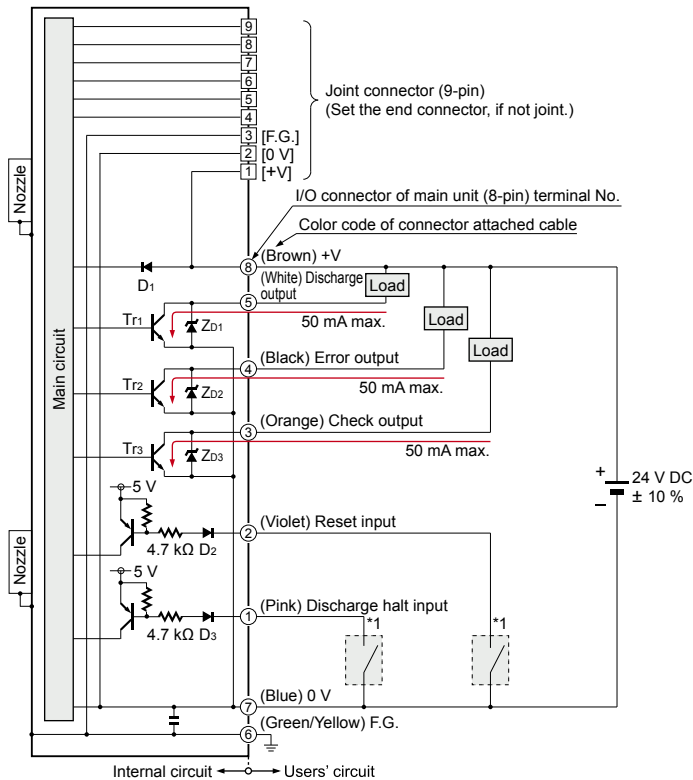 9
8
7
6
5
4
3 [F.G.]
2 [0 V]
1 [+V]
Joint connector (9-pin)
(Set the end connector, if not joint.)
Nozzle
I/O connector of main unit (8-pin) terminal No.
Color code of connector attached cable
8 (Brown) +V
D1
(White) Discharge
output
5
Load
Tr1
ZD1
50 mA max.
Load
Main circuit
4 (Black) Error output
Load
Tr2
ZD2
50 mA max.
3 (Orange) Check output
Tr3
ZD3
50 mA max.
+
24 V DC
± 10 %
–
5 V
2 (Violet) Reset input
4.7 kΩ D2
Nozzle
5 V
1 (Pink) Discharge halt input
*1
*1
4.7 kΩ D3
7 (Blue) 0 V
(Green/Yellow) F.G.
6
Internal circuit
Users' circuit